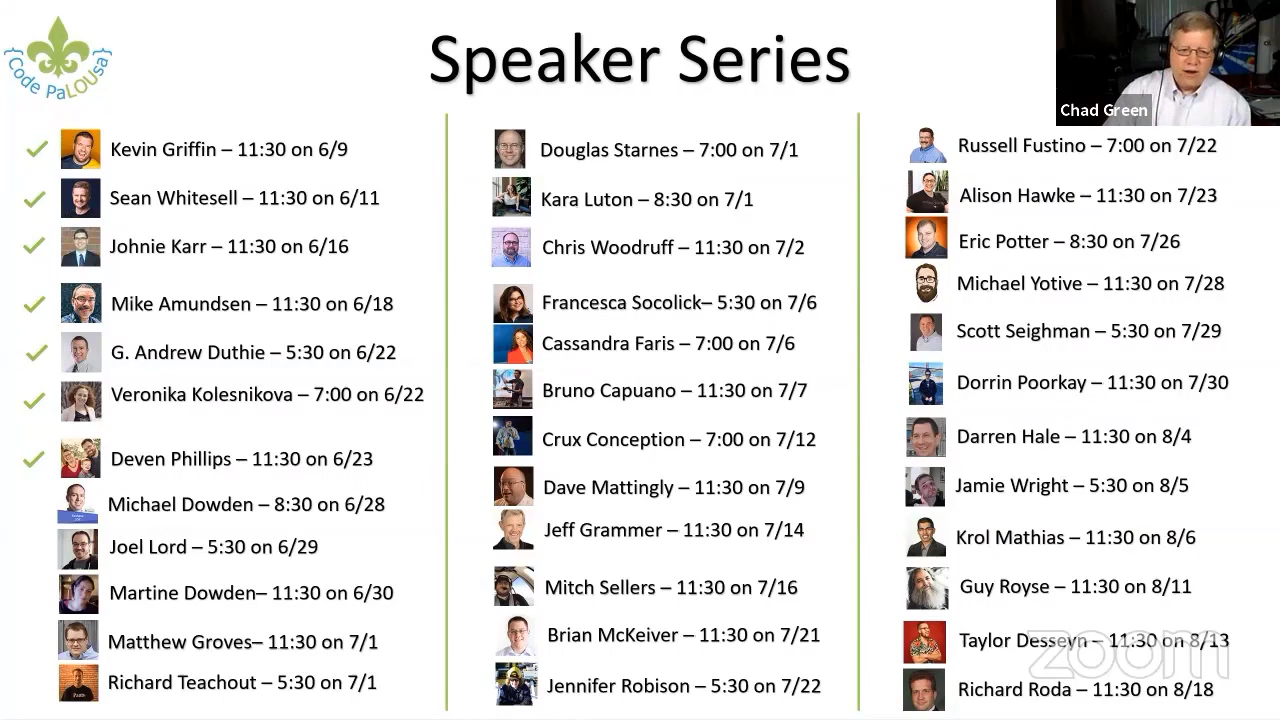 {Code PaLOUsa}
Speaker Series
Chad Green
Kevin Griffin – 11:30 on 6/9
Sean Whitesell – 11:30 on 6/11
Johnie Karr – 11:30 on 6/16
Mike Amundsen – 11:30 on 6/18
G. Andrew Duthie – 5:30 on 6/22
Veronika Kolesnikova – 7:00 on 6/22
Deven Phillips – 11:30 on 6/23
Michael Dowden – 8:30 on 6/28
Joel Lord – 5:30 on 6/29
Martine Dowden– 11:30 on 6/30
Matthew Groves– 11:30 on 7/1
Richard Teachout – 5:30 on 7/1
Douglas Starnes – 7:00 on 7/1
Kara Luton – 8:30 on 7/1
Chris Woodruff – 11:30 on 7/2
Francesca Socolick– 5:30 on 7/6
Cassandra Faris – 7:00 on 7/6
Bruno Capuano – 11:30 on 7/7
Crux Conception – 7:00 on 7/12
Dave Mattingly – 11:30 on 7/9
Jeff Grammer – 11:30 on 7/14
Mitch Sellers – 11:30 on 7/16
Brian McKeiver – 11:30 on 7/21
Jennifer Robison – 5:30 on 7/22
Russell Fustino – 7:00 on 7/22
Alison Hawke – 11:30 on 7/23
Eric Potter – 8:30 on 7/26
Michael Yotive – 11:30 on 7/28
Scott Seighman – 5:30 on 7/29
Dorrin Poorkay – 11:30 on 7/30
Darren Hale – 11:30 on 8/4
Jamie Wright – 5:30 on 8/5
Krol Mathias – 11:30 on 8/6
Guy Royse – 11:30 on 8/11
Taylor Desseyn – 11:30 on 8/13
zoom
Richard Roda – 11:30 on 8/18